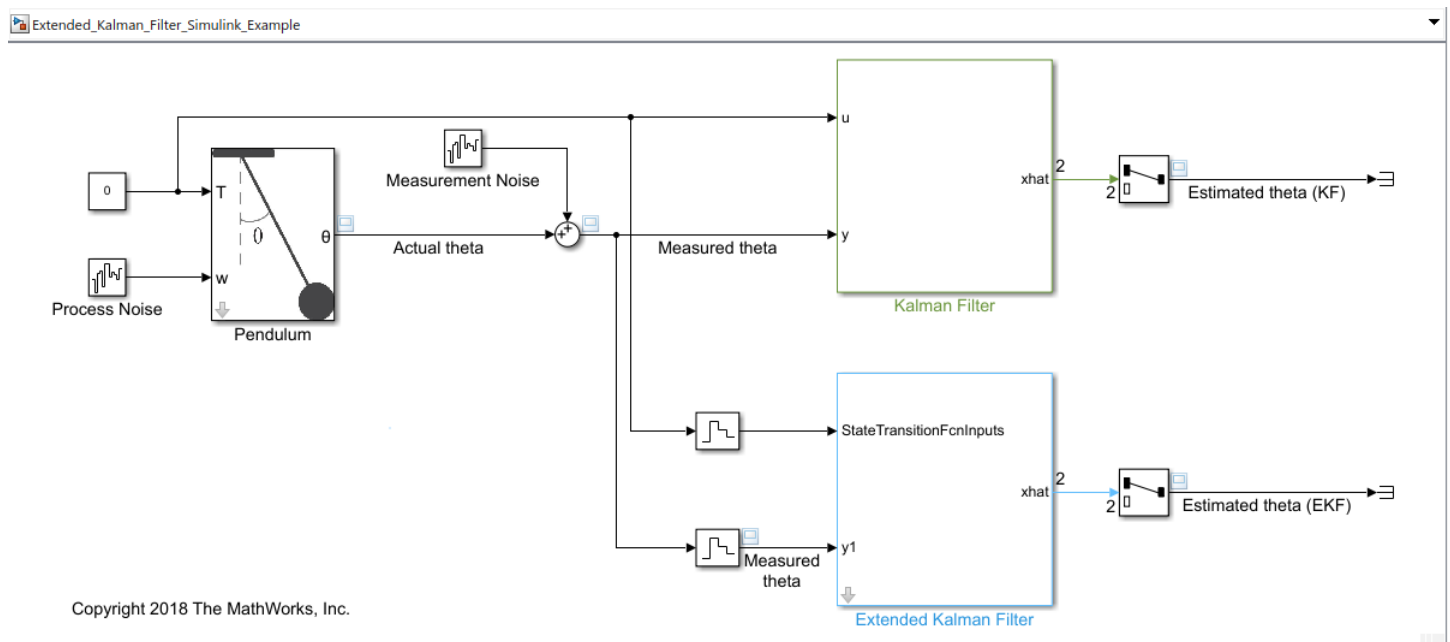 Extended_Kalman_Filter_Simulink_Example
u
Measurement Noise
xhat
2
2
Estimated theta (KF)
0
T
θ
θ
Actual theta
++
Measured theta
y
w
Process Noise
Pendulum
Kalman Filter
StateTransitionFcnInputs
xhat
2
2
Estimated theta (EKF)
y1
Measured
theta
Copyright 2018 The MathWorks, Inc.
Extended Kalman Filter